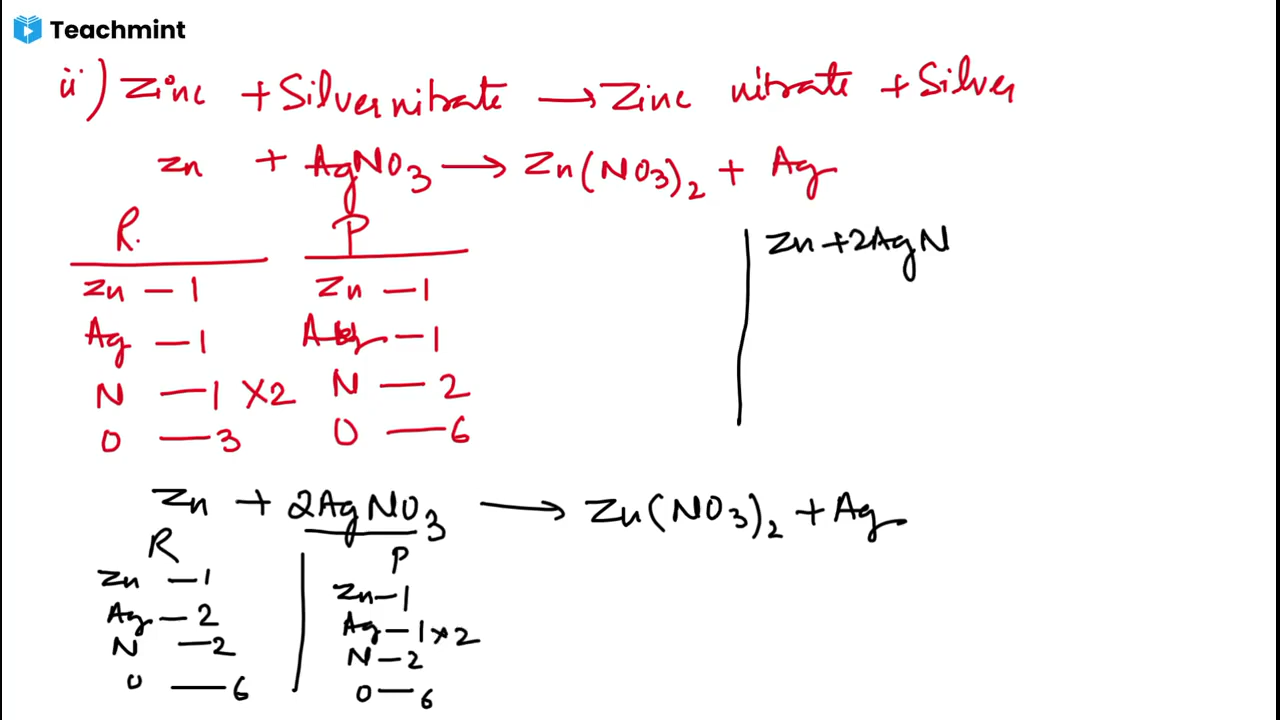 Teachmint
ii) Zinc + Silver nitrate → Zinc nitrate + Silver
Zn + AgNO3 → Zn(NO3)2 + Ag
R. P
Zn — 1 Zn — 1
Ag — 1 Ag — 1
N — 1 ×2 N — 2
O — 3 O — 6
Zn + 2AgN
Zn + 2AgNO3 → Zn(NO3)2 + Ag
R P
Zn — 1 Zn — 1
Ag — 2 Ag — 1 × 2
N — 2 N — 2
O — 6 O — 6